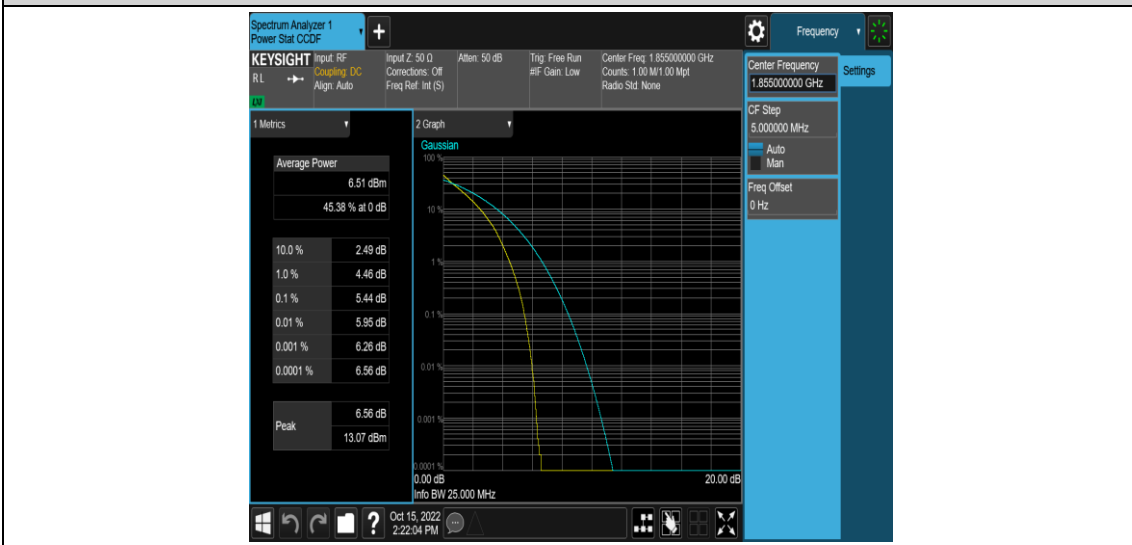 Spectrum Analyzer 1
Power Stat CCDF
Frequency
KEYSIGHT
RL
LXI
Input: RF
Coupling: DC
Align: Auto
Input Z: 50 Ω
Corrections: Off
Freq Ref: Int (S)
Atten: 50 dB
Trig: Free Run
#IF Gain: Low
Center Freq: 1.855000000 GHz
Counts: 1.00 M/1.00 Mpt
Radio Std: None
Center Frequency
1.855000000 GHz
Settings
CF Step
5.000000 MHz
Auto
Man
Freq Offset
0 Hz
1 Metrics
Average Power
6.51 dBm
45.38 % at 0 dB
10.0 % 2.49 dB
1.0 % 4.46 dB
0.1 % 5.44 dB
0.01 % 5.95 dB
0.001 % 6.26 dB
0.0001 % 6.56 dB
Peak
6.56 dB
13.07 dBm
2 Graph
Gaussian
100 %
10 %
1 %
0.1 %
0.01 %
0.001 %
0.0001 %
0.00 dB
20.00 dB
Info BW 25.000 MHz
?
Oct 15, 2022
2:22:04 PM